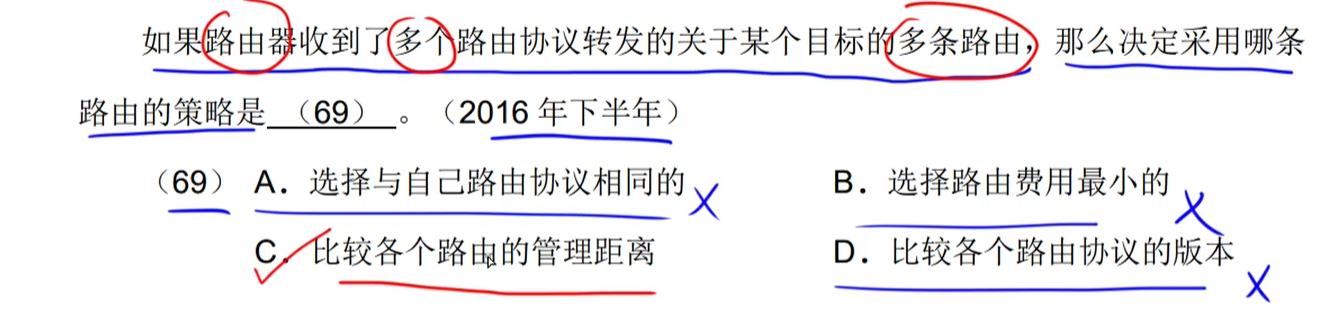 如果路由器收到了多个路由协议转发的关于某个目标的多条路由，那么决定采用哪条
路由的策略是 （69） 。（2016 年下半年）
（69） A．选择与自己路由协议相同的 B．选择路由费用最小的
C．比较各个路由的管理距离 D．比较各个路由协议的版本